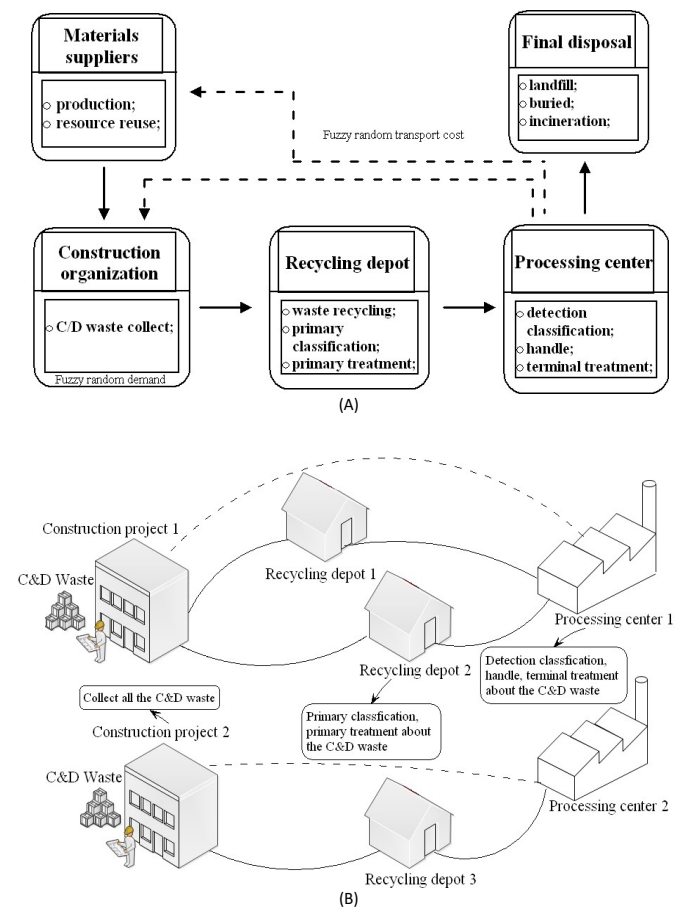 Materials
suppliers
○ production;
○ resource reuse;
Final disposal
○ landfill;
○ buried;
○ incineration;
Fuzzy random transport cost
Construction
organization
○ C/D waste collect;
Fuzzy random demand
Recycling depot
○ waste recycling;
○ primary
classification;
○ primary treatment;
Processing center
○ detection
classification;
○ handle;
○ terminal treatment;
(A)
Construction project 1
C&D Waste
Recycling depot 1
Recycling depot 2
Processing center 1
Detection classfication,
handle, terminal treatment
about the C&D waste
Collect all the C&D waste
Primary classfication,
primary treatment about
the C&D waste
Construction project 2
C&D Waste
Recycling depot 3
Processing center 2
(B)